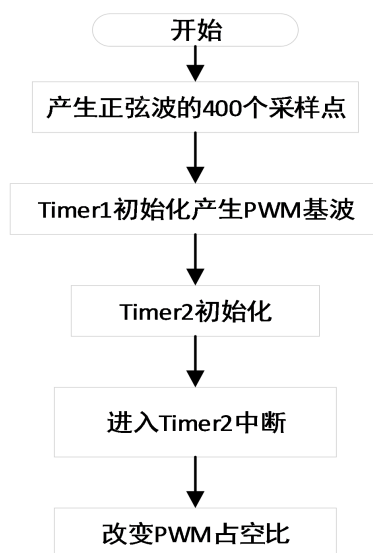 开始
产生正弦波的400个采样点
Timer1初始化产生PWM基波
Timer2初始化
进入Timer2中断
改变PWM占空比